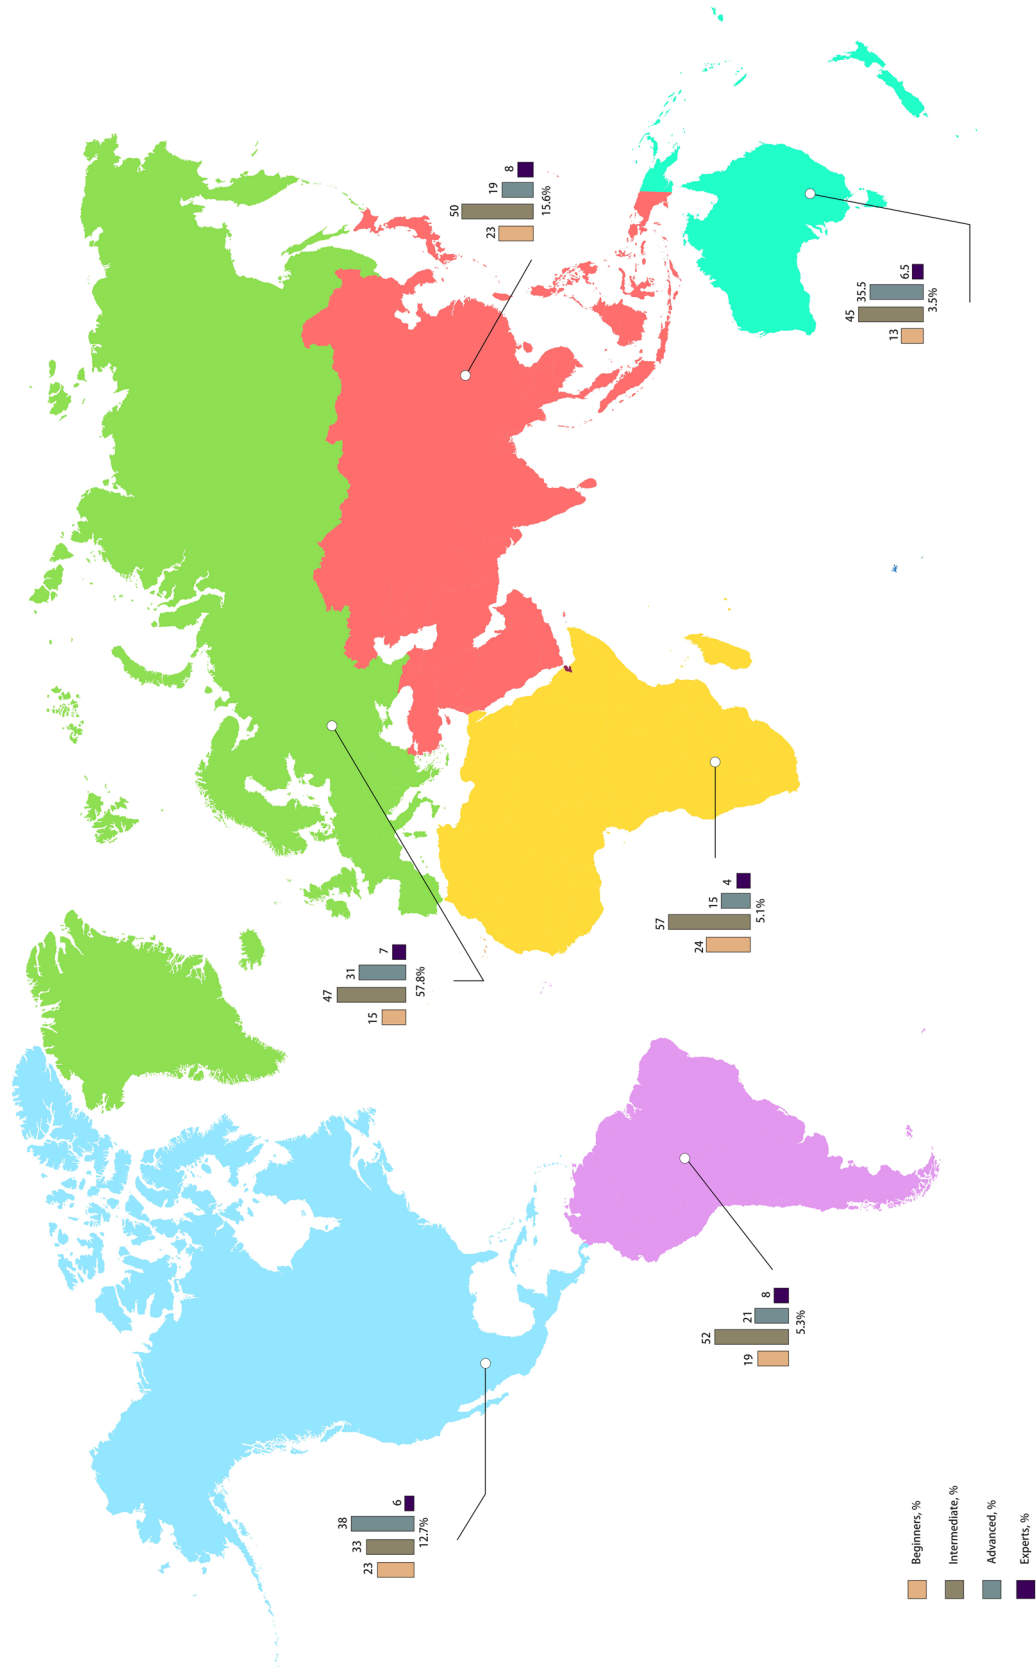 23 33 38 6
12.7%
15 47 31 7
57.8%
23 50 19 8
15.6%
19 52 21 8
5.3%
24 57 15 4
5.1%
13 45 35.5 6.5
3.5%
Beginners, %
Intermediate, %
Advanced, %
Experts, %